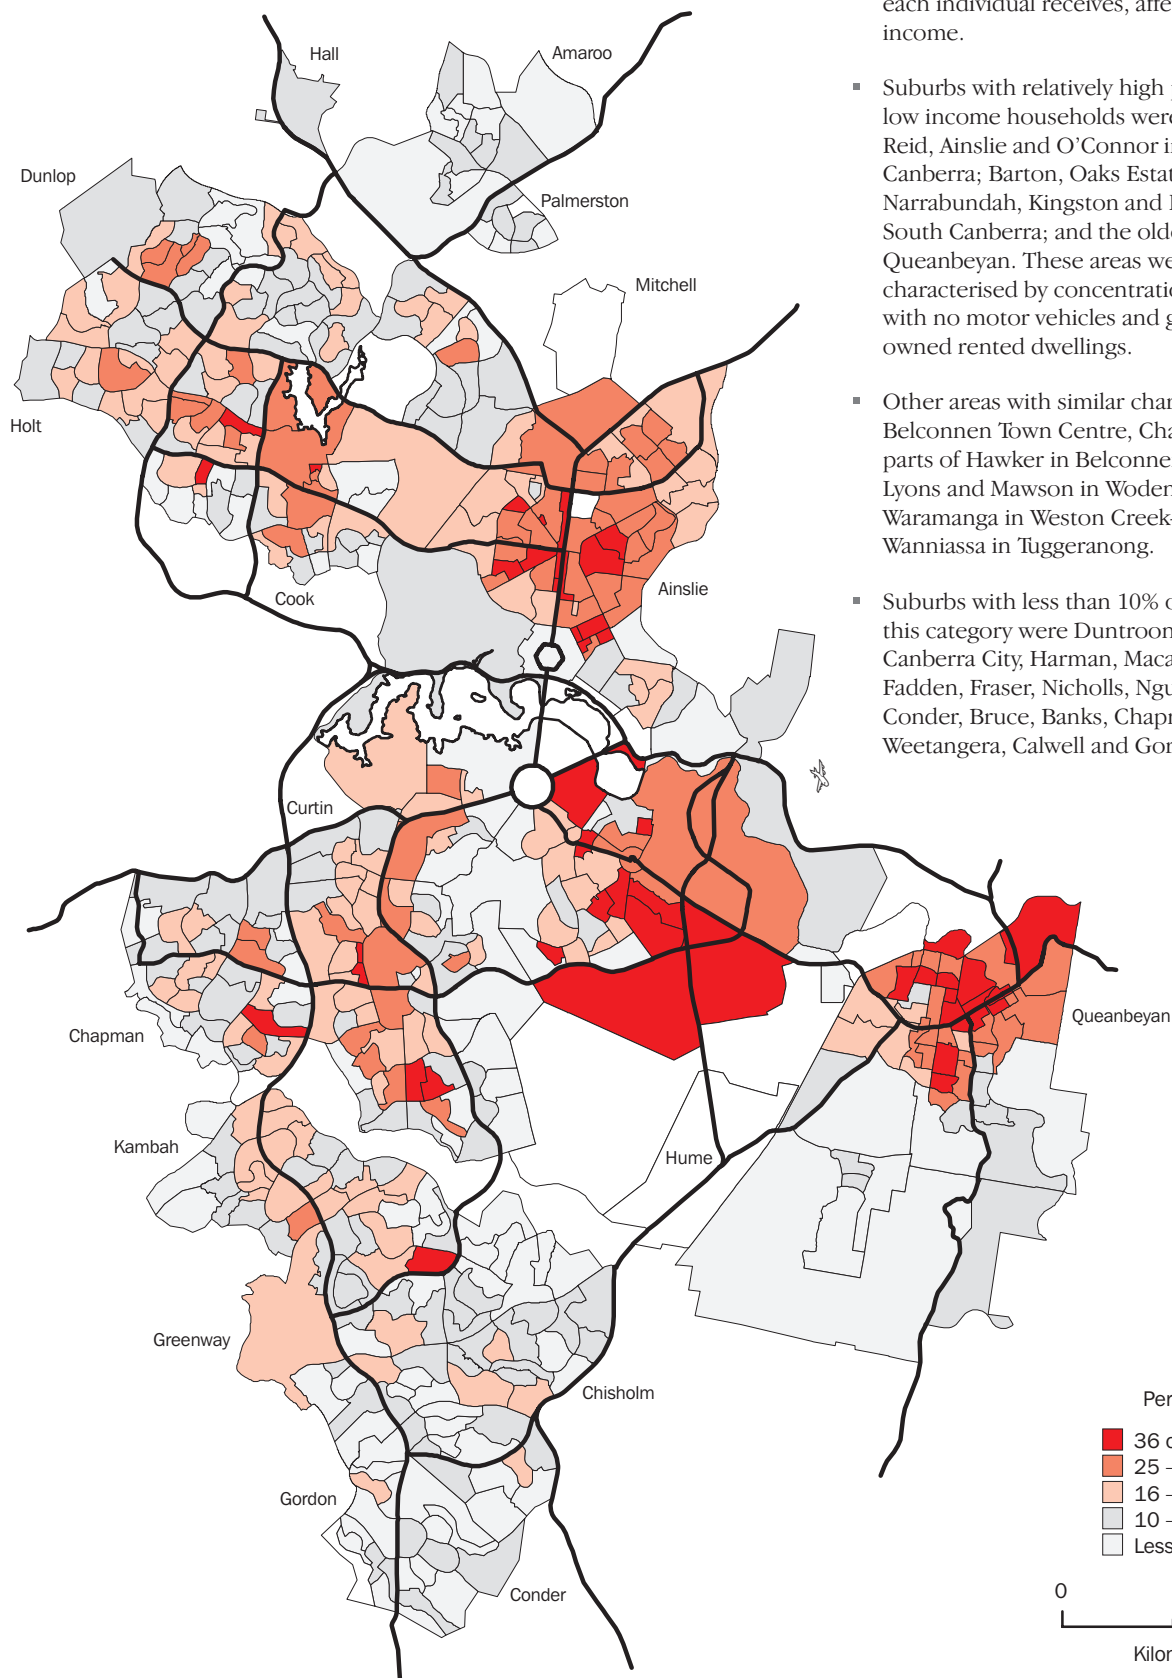 each individual receives, affe
income.
Suburbs with relatively high
low income households were
Reid, Ainslie and O'Connor i
Canberra; Barton, Oaks Estat
Narrabundah, Kingston and
South Canberra; and the olde
Queanbeyan. These areas we
characterised by concentratio
with no motor vehicles and g
owned rented dwellings.
Other areas with similar char
Belconnen Town Centre, Cha
parts of Hawker in Belconne
Lyons and Mawson in Woden
Waramanga in Weston Creek-
Wanniassa in Tuggeranong.
Suburbs with less than 10% o
this category were Duntroon
Canberra City, Harman, Maca
Fadden, Fraser, Nicholls, Ngu
Conder, Bruce, Banks, Chapr
Weetangera, Calwell and Gor
Hall
Amaroo
Dunlop
Palmerston
Mitchell
Holt
Cook
Ainslie
Curtin
Chapman
Queanbeyan
Kambah
Hume
Greenway
Chisholm
Gordon
Conder
Per
36 o
25 –
16 –
10 –
Less
0
Kilor